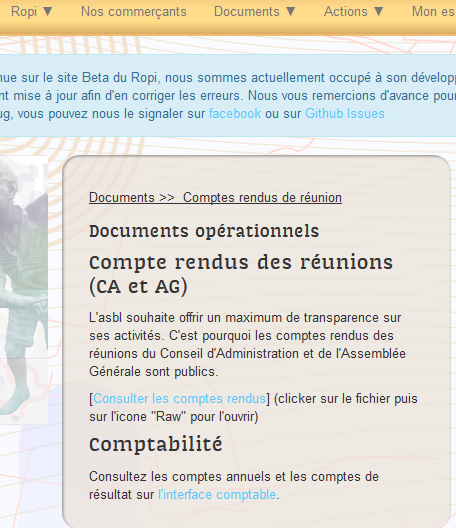 Ropi ▼ Nos commerçants Documents ▼ Actions ▼ Mon es
nue sur le site Beta du Ropi, nous sommes actuellement occupé à son dévelop
nt mise à jour afin d'en corriger les erreurs. Nous vous remercions d'avance pour
ug, vous pouvez nous le signaler sur facebook ou sur Github Issues
Documents >> Comptes rendus de réunion
Documents opérationnels
Compte rendus des réunions
(CA et AG)
L'asbl souhaite offrir un maximum de transparence sur
ses activités. C'est pourquoi les comptes rendus des
réunions du Conseil d'Administration et de l'Assemblée
Générale sont publics.
[Consulter les comptes rendus] (clicker sur le fichier puis
sur l'icone "Raw" pour l'ouvrir)
Comptabilité
Consultez les comptes annuels et les comptes de
résultat sur l'interface comptable.